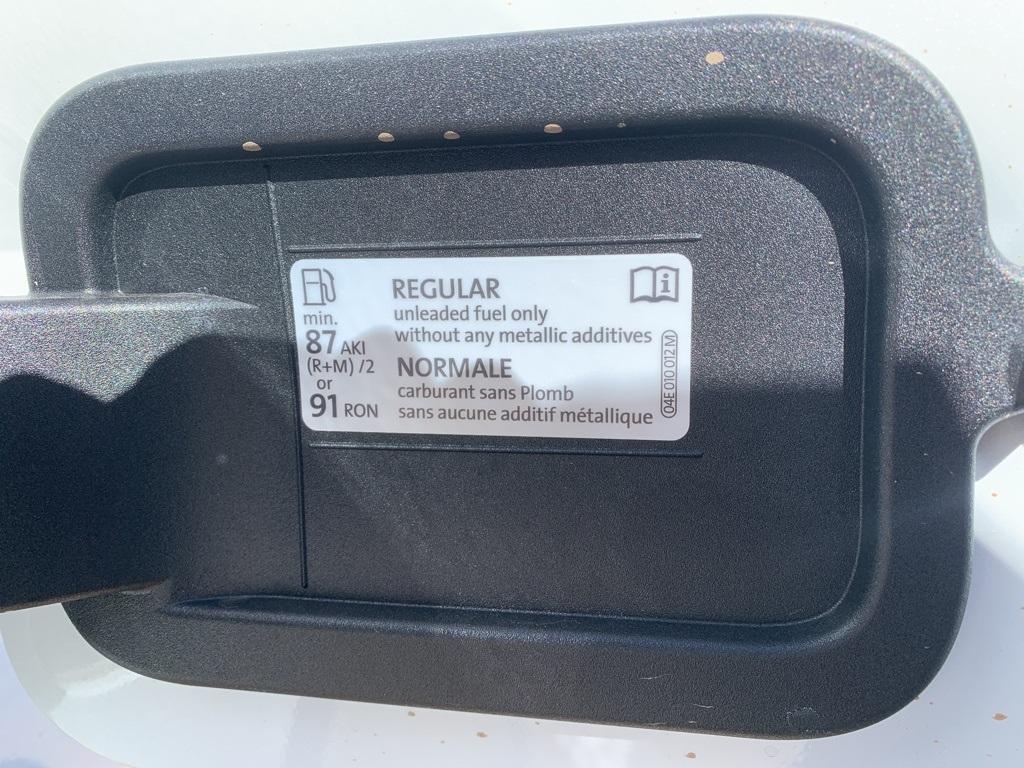 min.
87 AKI
(R+M) /2
or
91 RON
REGULAR
unleaded fuel only
without any metallic additives
NORMALE
carburant sans Plomb
sans aucune additif métallique
i
04E 010 012 M